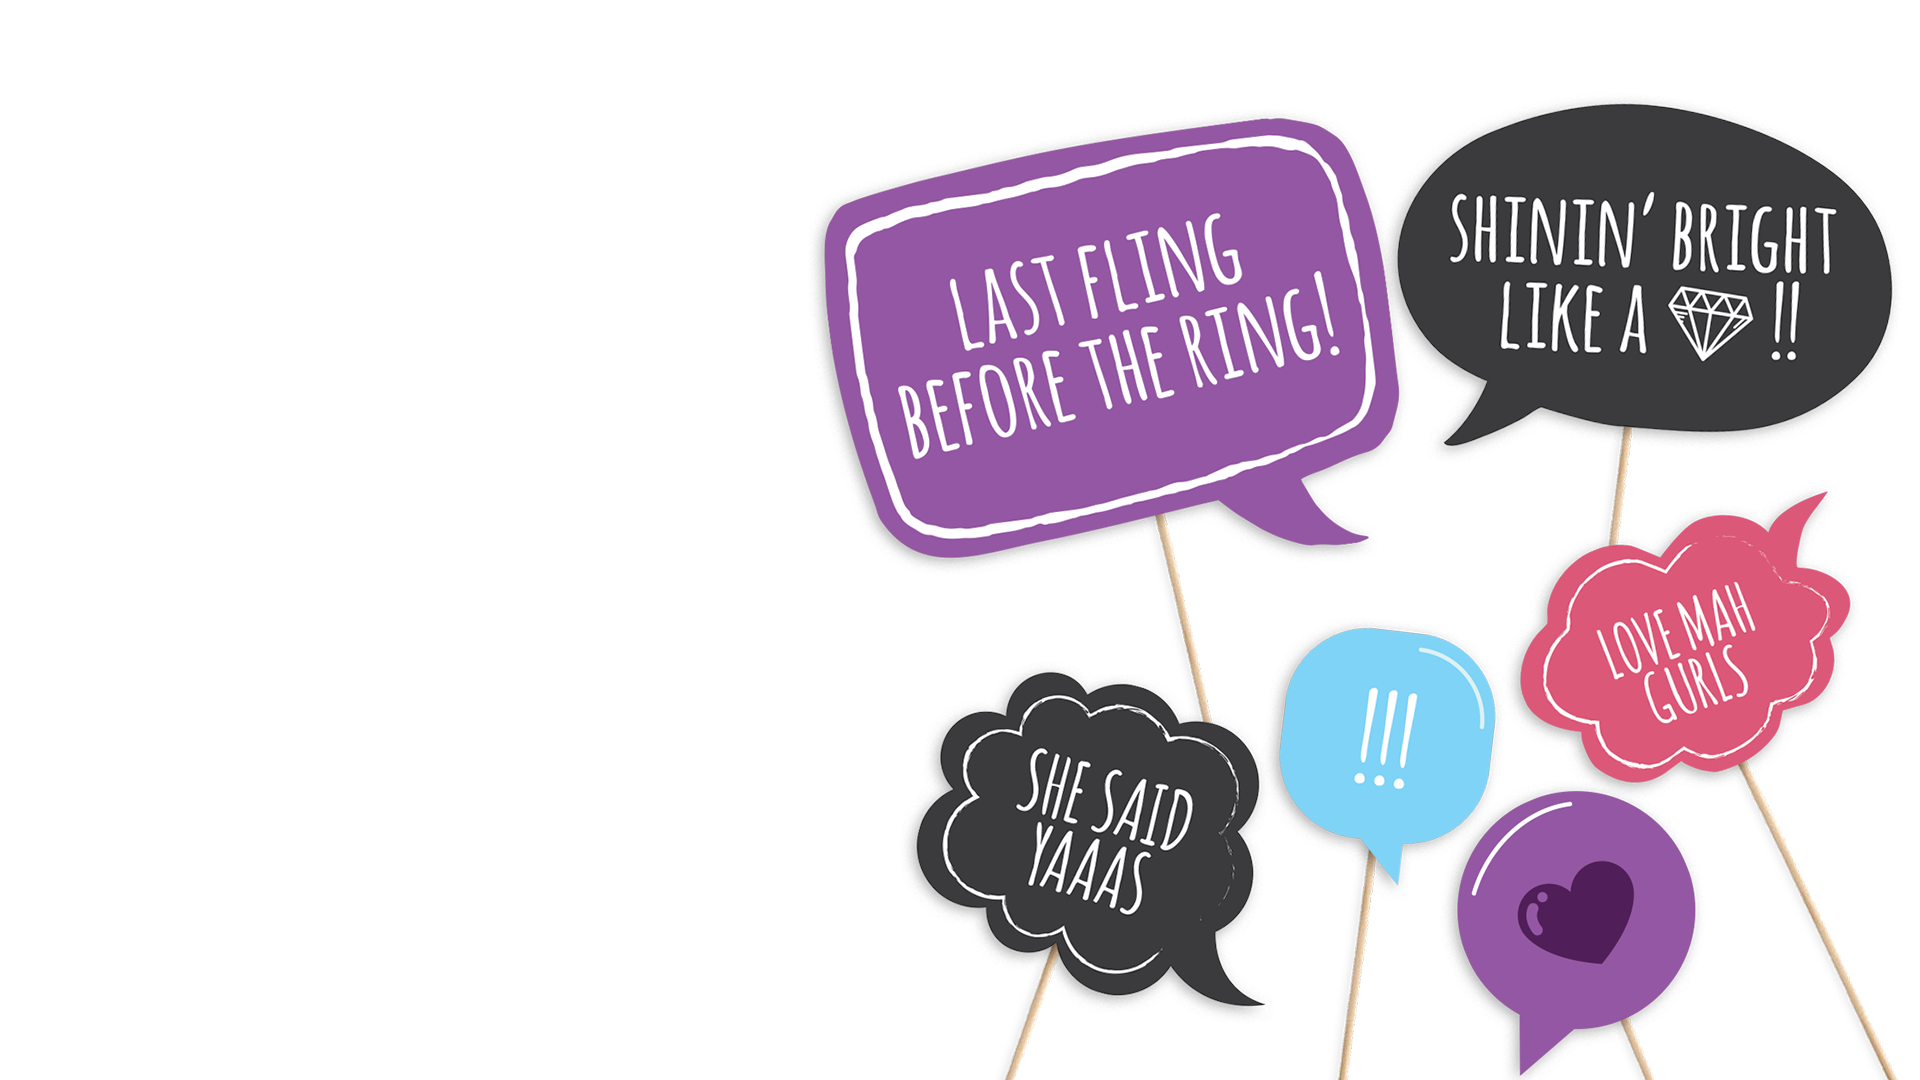 LAST FLING
BEFORE THE RING!
SHININ' BRIGHT
LIKE A !!
LOVE MAH
GURLS
!!!
SHE SAID
YAAAS